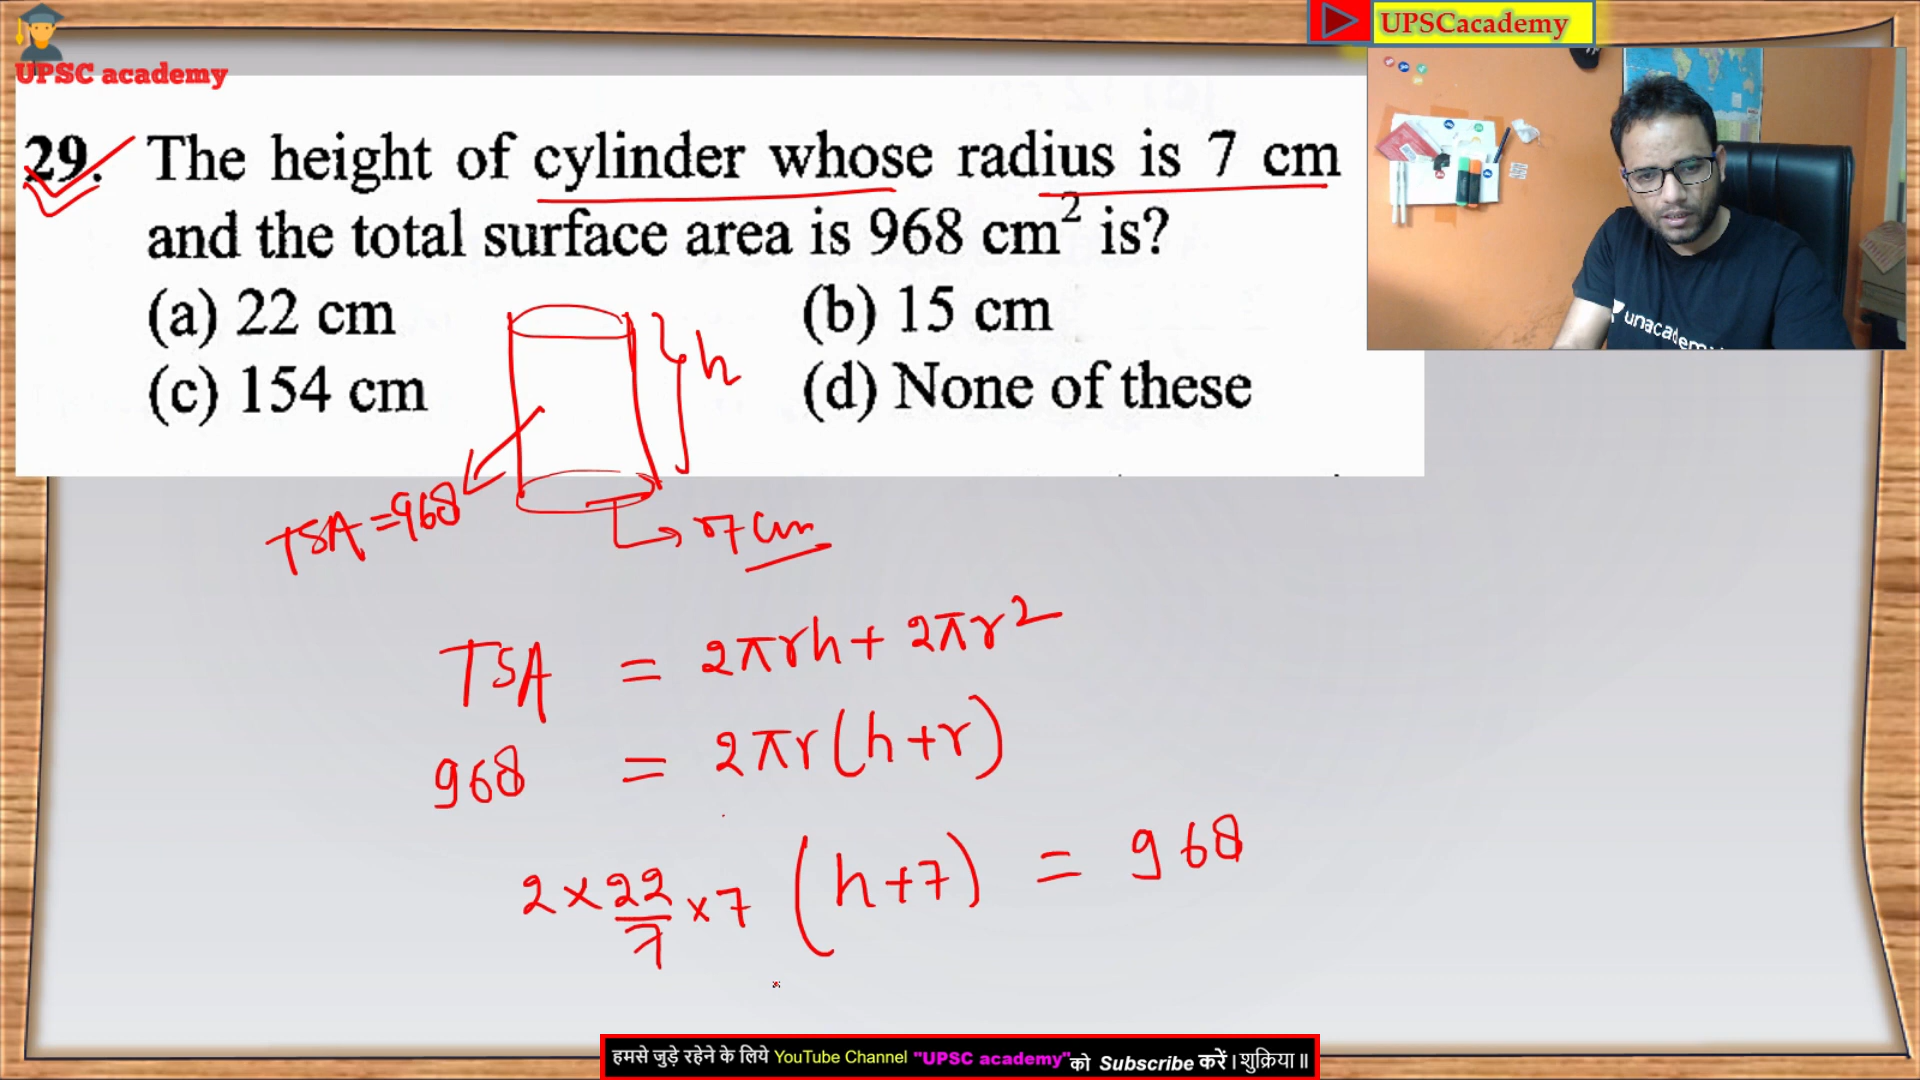 UPSCacademy
UPSC academy
29. The height of cylinder whose radius is 7 cm
and the total surface area is 968 cm² is?
(a) 22 cm
(b) 15 cm
(c) 154 cm
(d) None of these
h
TSA = 968
r 7 cm
TSA = 2πrh + 2πr²
968 = 2πr(h+r)
2 × 22/7 × 7 (h+7) = 968
unacademy
हमसे जुड़े रहेने के लिये YouTube Channel "UPSC academy" को Subscribe करें । शुक्रिया ॥